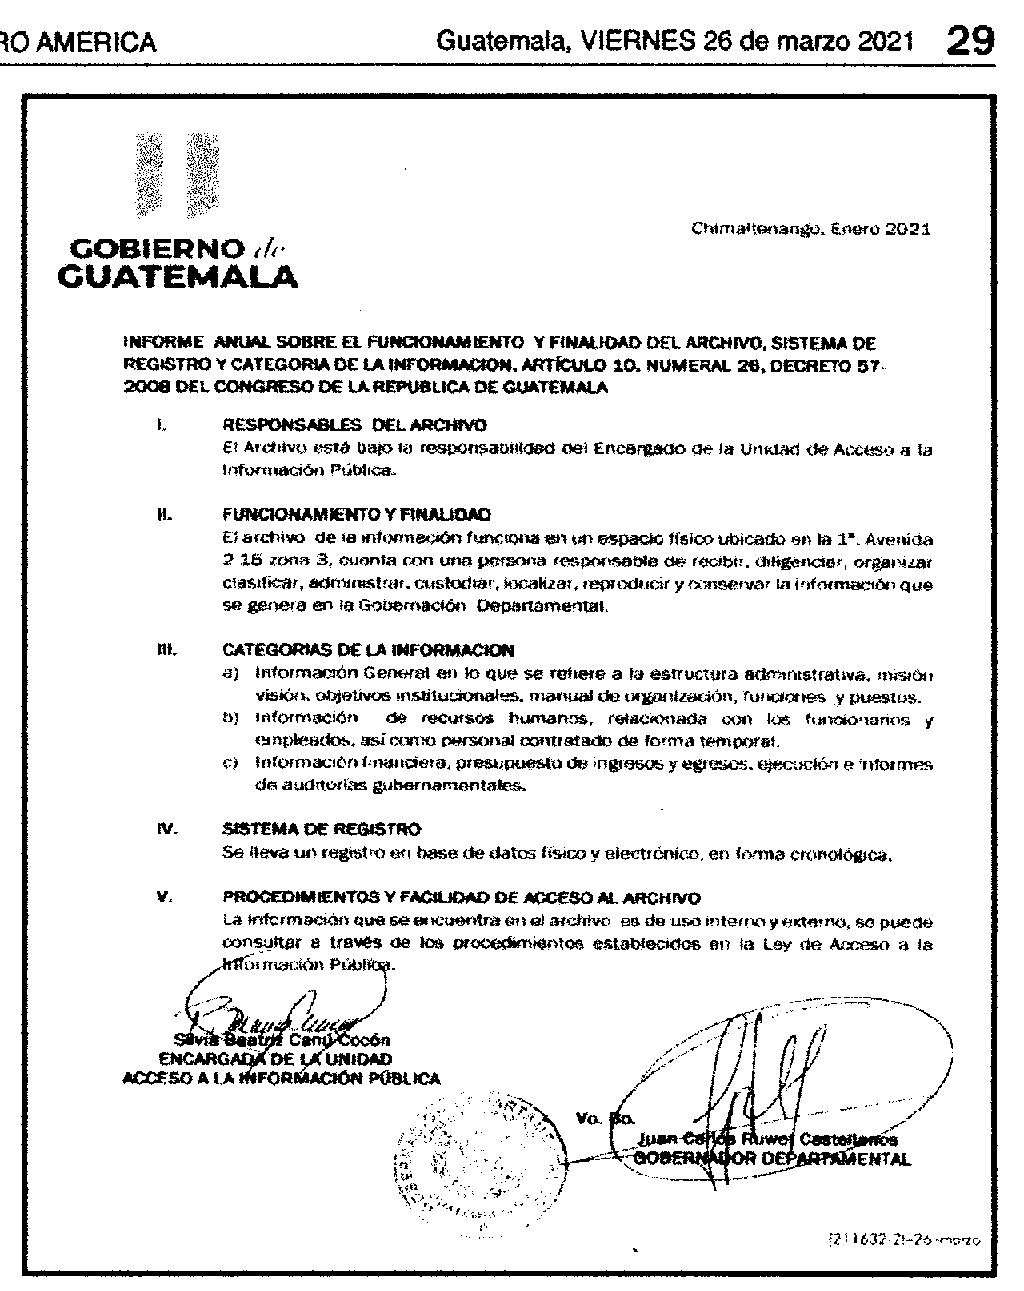 RO AMERICA
Guatemala, VIERNES 26 de marzo 2021 29
GOBIERNO de
GUATEMALA
Chimaltenango, Enero 2021
INFORME ANUAL SOBRE EL FUNCIONAMIENTO Y FINALIDAD DEL ARCHIVO, SISTEMA DE
REGISTRO Y CATEGORIA DE LA INFORMACION. ARTÍCULO 10. NUMERAL 26, DECRETO 57-
2008 DEL CONGRESO DE LA REPUBLICA DE GUATEMALA
I. RESPONSABLES DEL ARCHIVO
El Archivo está bajo la responsabilidad del Encargado de la Unidad de Acceso a la
Información Pública.
II. FUNCIONAMIENTO Y FINALIDAD
El archivo de la información funciona en un espacio físico ubicado en la 1ª. Avenida
2-15 zona 3, cuenta con una persona responsable de recibir, diligenciar, organizar
clasificar, administrar, custodiar, localizar, reproducir y conservar la información que
se genera en la Gobernación Departamental.
III. CATEGORIAS DE LA INFORMACION
a) Información General en lo que se refiere a la estructura administrativa, misión
visión, objetivos institucionales, manual de organización, funciones y puestos.
b) Información de recursos humanos, relacionada con los funcionarios y
empleados, así como personal contratado de forma temporal.
c) Información financiera, presupuesto de ingresos y egresos, ejecución e informes
de auditorías gubernamentales.
IV. SISTEMA DE REGISTRO
Se lleva un registro en base de datos físico y electrónico, en forma cronológica.
V. PROCEDIMIENTOS Y FACILIDAD DE ACCESO AL ARCHIVO
La información que se encuentra en el archivo es de uso interno y externo, se puede
consultar a través de los procedimientos establecidos en la Ley de Acceso a la
Información Pública.
Silvia Beatriz Canú Cocón
ENCARGADA DE LA UNIDAD
ACCESO A LA INFORMACIÓN PÚBLICA
Vo. Bo.
Juan Carlos Ruwet Castellanos
GOBERNADOR DEPARTAMENTAL
(211632-2)-26-marzo